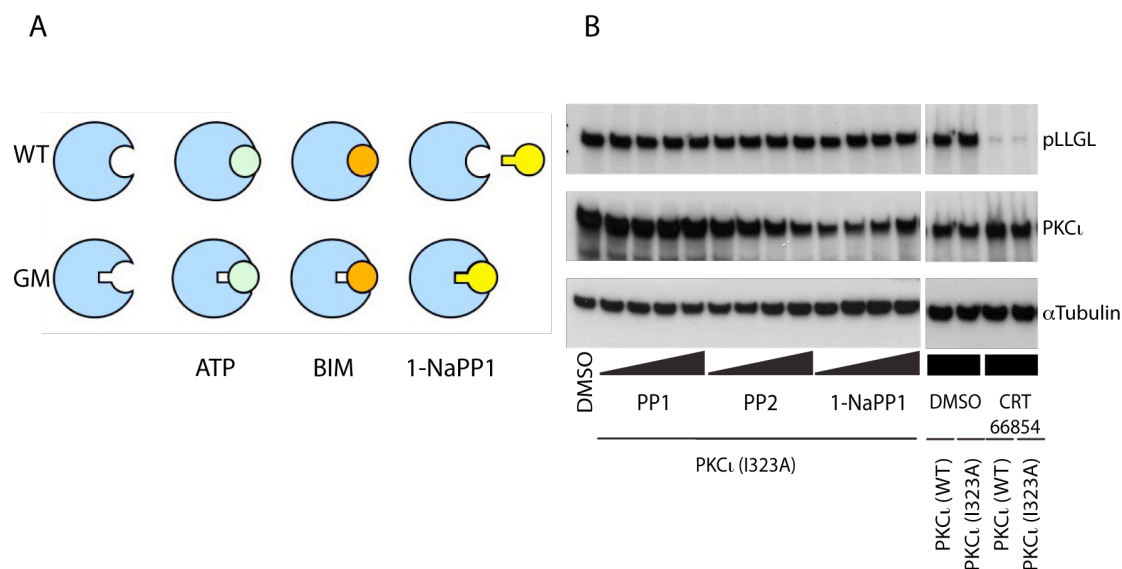 A
B
WT
GM
ATP
BIM
1-NaPP1
pLLGL
PKCι
αTubulin
DMSO
PP1
PP2
1-NaPP1
DMSO
CRT
66854
PKCι (I323A)
PKCι (WT)
PKCι (I323A)
PKCι (WT)
PKCι (I323A)